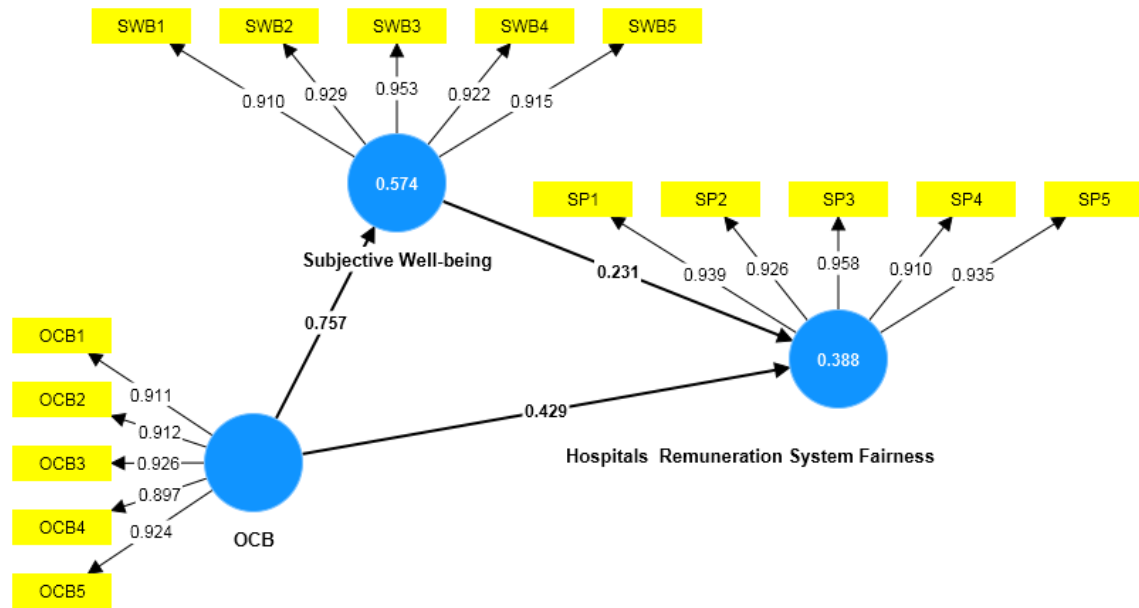 SWB1 SWB2 SWB3 SWB4 SWB5
0.910 0.929 0.953 0.922 0.915
0.574
Subjective Well-being
SP1 SP2 SP3 SP4 SP5
0.939 0.926 0.958 0.910 0.935
0.231
0.757
0.388
0.429
Hospitals Remuneration System Fairness
OCB1
0.911
OCB2
0.912
OCB3
0.926
OCB4
0.897
OCB5
0.924
OCB